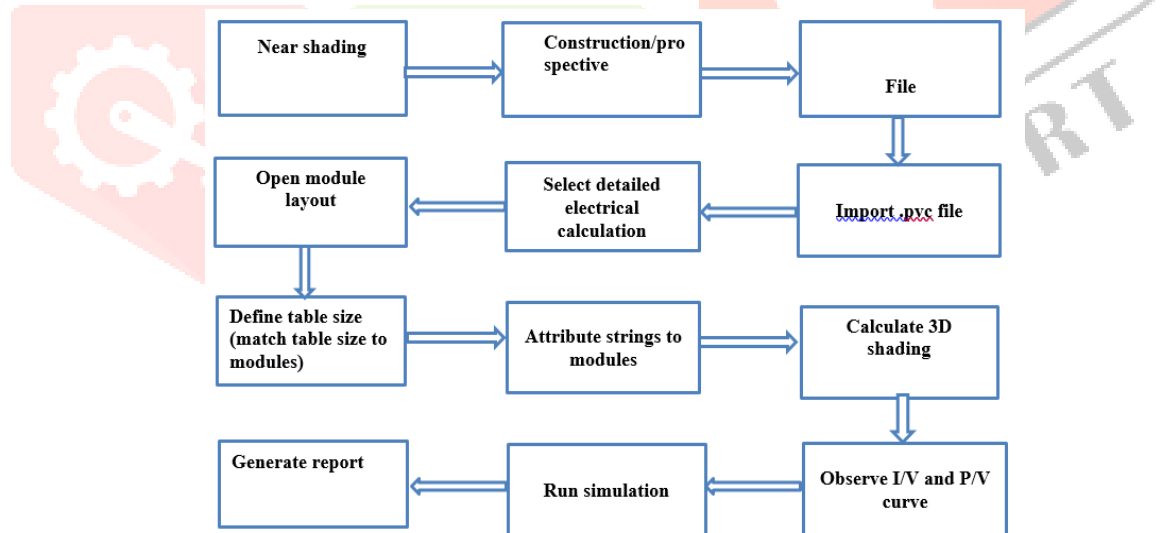 Near shading
Construction/pro
spective
File
Import .pvc file
Select detailed
electrical
calculation
Open module
layout
Define table size
(match table size to
modules)
Attribute strings to
modules
Calculate 3D
shading
Observe I/V and P/V
curve
Run simulation
Generate report
RT